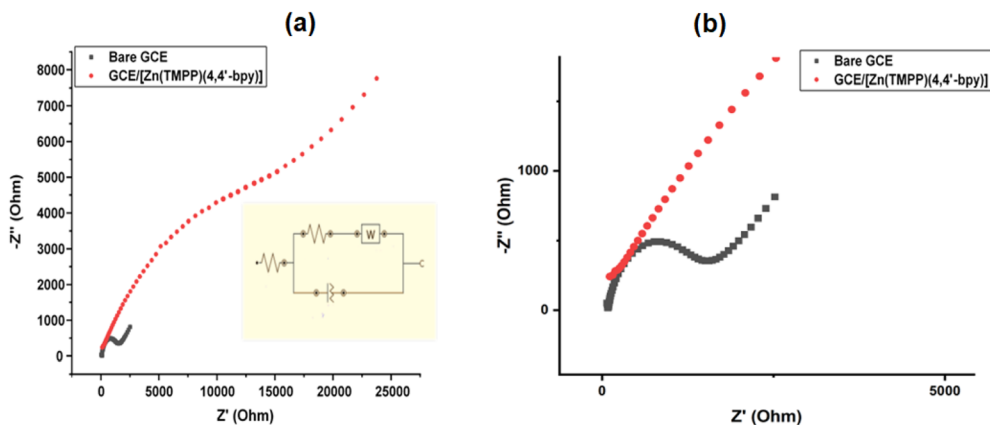 (a)
Bare GCE
GCE/[Zn(TMPP)(4,4'-bpy)]
8000
7000
6000
5000
4000
3000
2000
1000
0
-Z'' (Ohm)
W
0
5000
10000
15000
20000
25000
Z' (Ohm)
(b)
Bare GCE
GCE/[Zn(TMPP)(4,4'-bpy)]
1000
0
-Z'' (Ohm)
0
5000
Z' (Ohm)